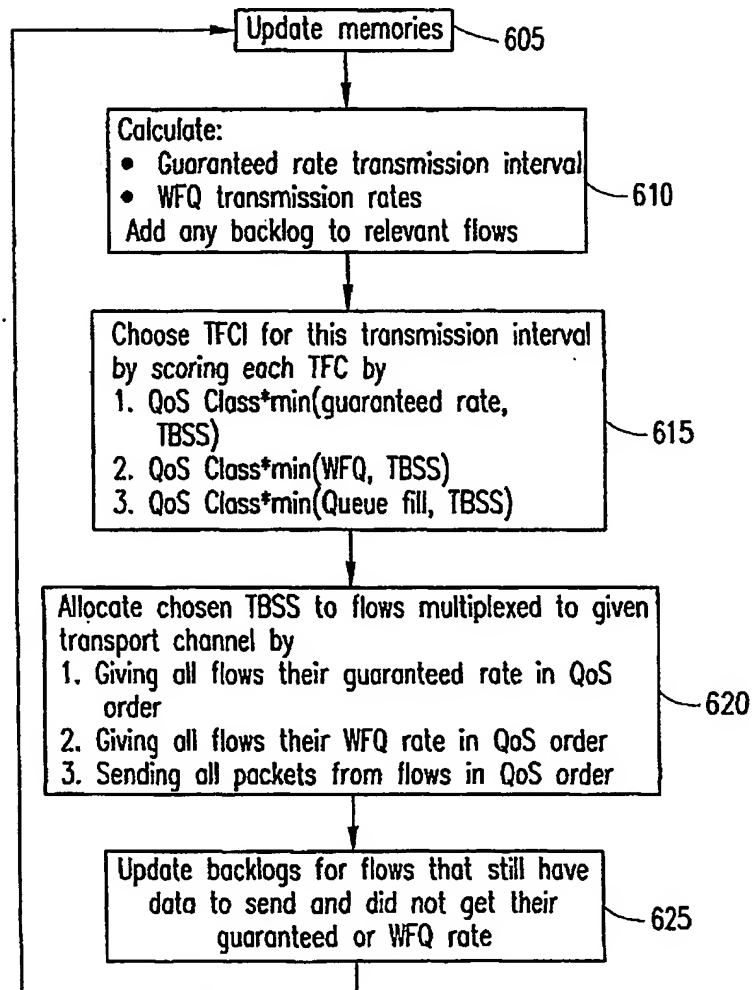 Update memories
605
Calculate:
• Guaranteed rate transmission interval
• WFQ transmission rates
Add any backlog to relevant flows
610
Choose TFCI for this transmission interval
by scoring each TFC by
1. QoS Class*min(guaranteed rate,
TBSS)
2. QoS Class*min(WFQ, TBSS)
3. QoS Class*min(Queue fill, TBSS)
615
Allocate chosen TBSS to flows multiplexed to given
transport channel by
1. Giving all flows their guaranteed rate in QoS
order
2. Giving all flows their WFQ rate in QoS order
3. Sending all packets from flows in QoS order
620
Update backlogs for flows that still have
data to send and did not get their
guaranteed or WFQ rate
625